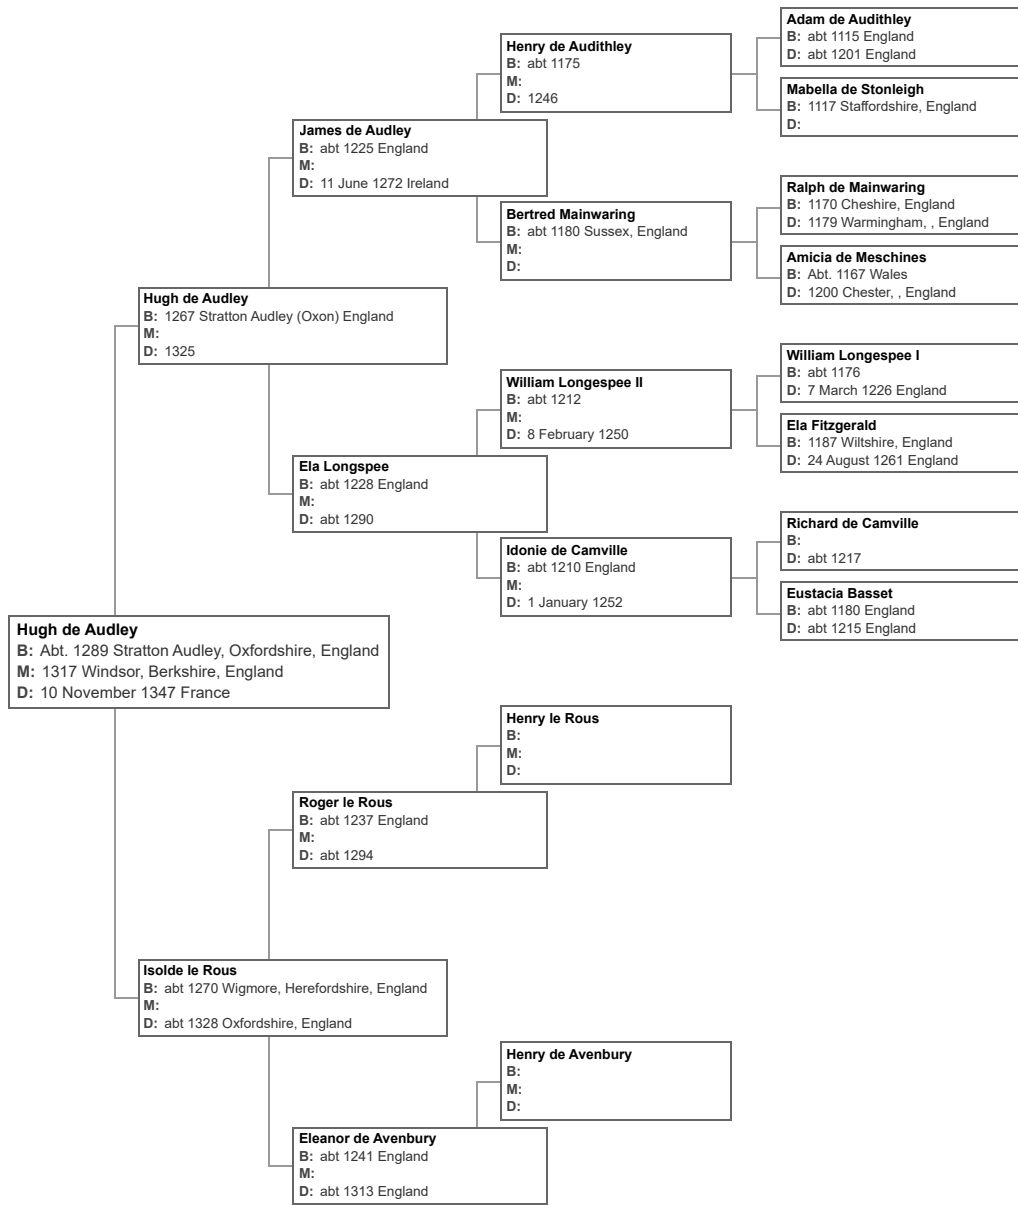 Adam de Audithley
B: abt 1115 England
D: abt 1201 England
Henry de Audithley
B: abt 1175
M:
D: 1246
Mabella de Stonleigh
B: 1117 Staffordshire, England
D:
James de Audley
B: abt 1225 England
M:
D: 11 June 1272 Ireland
Ralph de Mainwaring
B: 1170 Cheshire, England
D: 1179 Warmingham, , England
Bertred Mainwaring
B: abt 1180 Sussex, England
M:
D:
Amicia de Meschines
B: Abt. 1167 Wales
D: 1200 Chester, , England
Hugh de Audley
B: 1267 Stratton Audley (Oxon) England
M:
D: 1325
William Longespee I
B: abt 1176
D: 7 March 1226 England
William Longespee II
B: abt 1212
M:
D: 8 February 1250
Ela Fitzgerald
B: 1187 Wiltshire, England
D: 24 August 1261 England
Ela Longspee
B: abt 1228 England
M:
D: abt 1290
Richard de Camville
B:
D: abt 1217
Idonie de Camville
B: abt 1210 England
M:
D: 1 January 1252
Eustacia Basset
B: abt 1180 England
D: abt 1215 England
Hugh de Audley
B: Abt. 1289 Stratton Audley, Oxfordshire, England
M: 1317 Windsor, Berkshire, England
D: 10 November 1347 France
Henry le Rous
B:
M:
D:
Roger le Rous
B: abt 1237 England
M:
D: abt 1294
Isolde le Rous
B: abt 1270 Wigmore, Herefordshire, England
M:
D: abt 1328 Oxfordshire, England
Henry de Avenbury
B:
M:
D:
Eleanor de Avenbury
B: abt 1241 England
M:
D: abt 1313 England